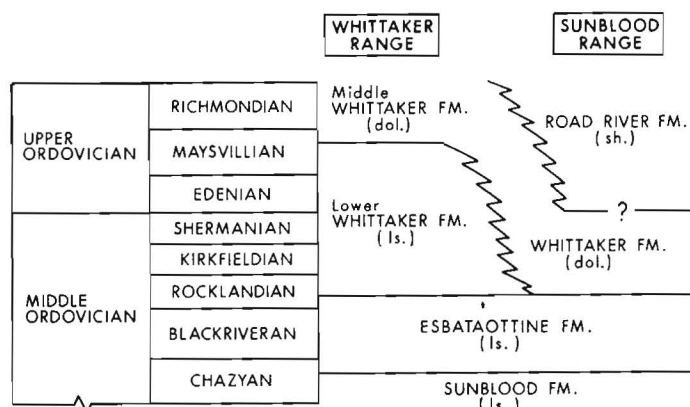 WHITTAKER
RANGE
SUNBLOOD
RANGE
UPPER
ORDOVICIAN
MIDDLE
ORDOVICIAN
RICHMONDIAN
MAYSVILLIAN
EDENIAN
SHERMANIAN
KIRKFIELDIAN
ROCKLANDIAN
BLACKRIVERAN
CHAZYAN
Middle
WHITTAKER FM.
(dol.)
Lower
WHITTAKER FM.
(ls.)
ROAD RIVER FM.
(sh.)
?
WHITTAKER FM.
(dol.)
ESBATAOTTINE FM.
(ls.)
SUNBLOOD FM.
(ls.)